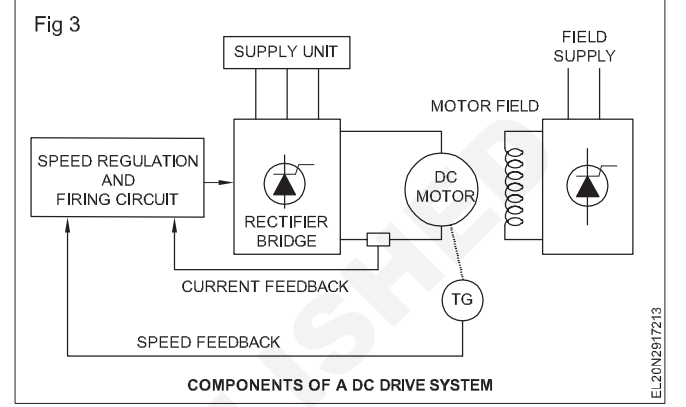 Fig 3
SUPPLY UNIT
FIELD
SUPPLY
MOTOR FIELD
SPEED REGULATION
AND
FIRING CIRCUIT
RECTIFIER
BRIDGE
DC
MOTOR
CURRENT FEEDBACK
TG
SPEED FEEDBACK
COMPONENTS OF A DC DRIVE SYSTEM
EL20N2917213
LISHED